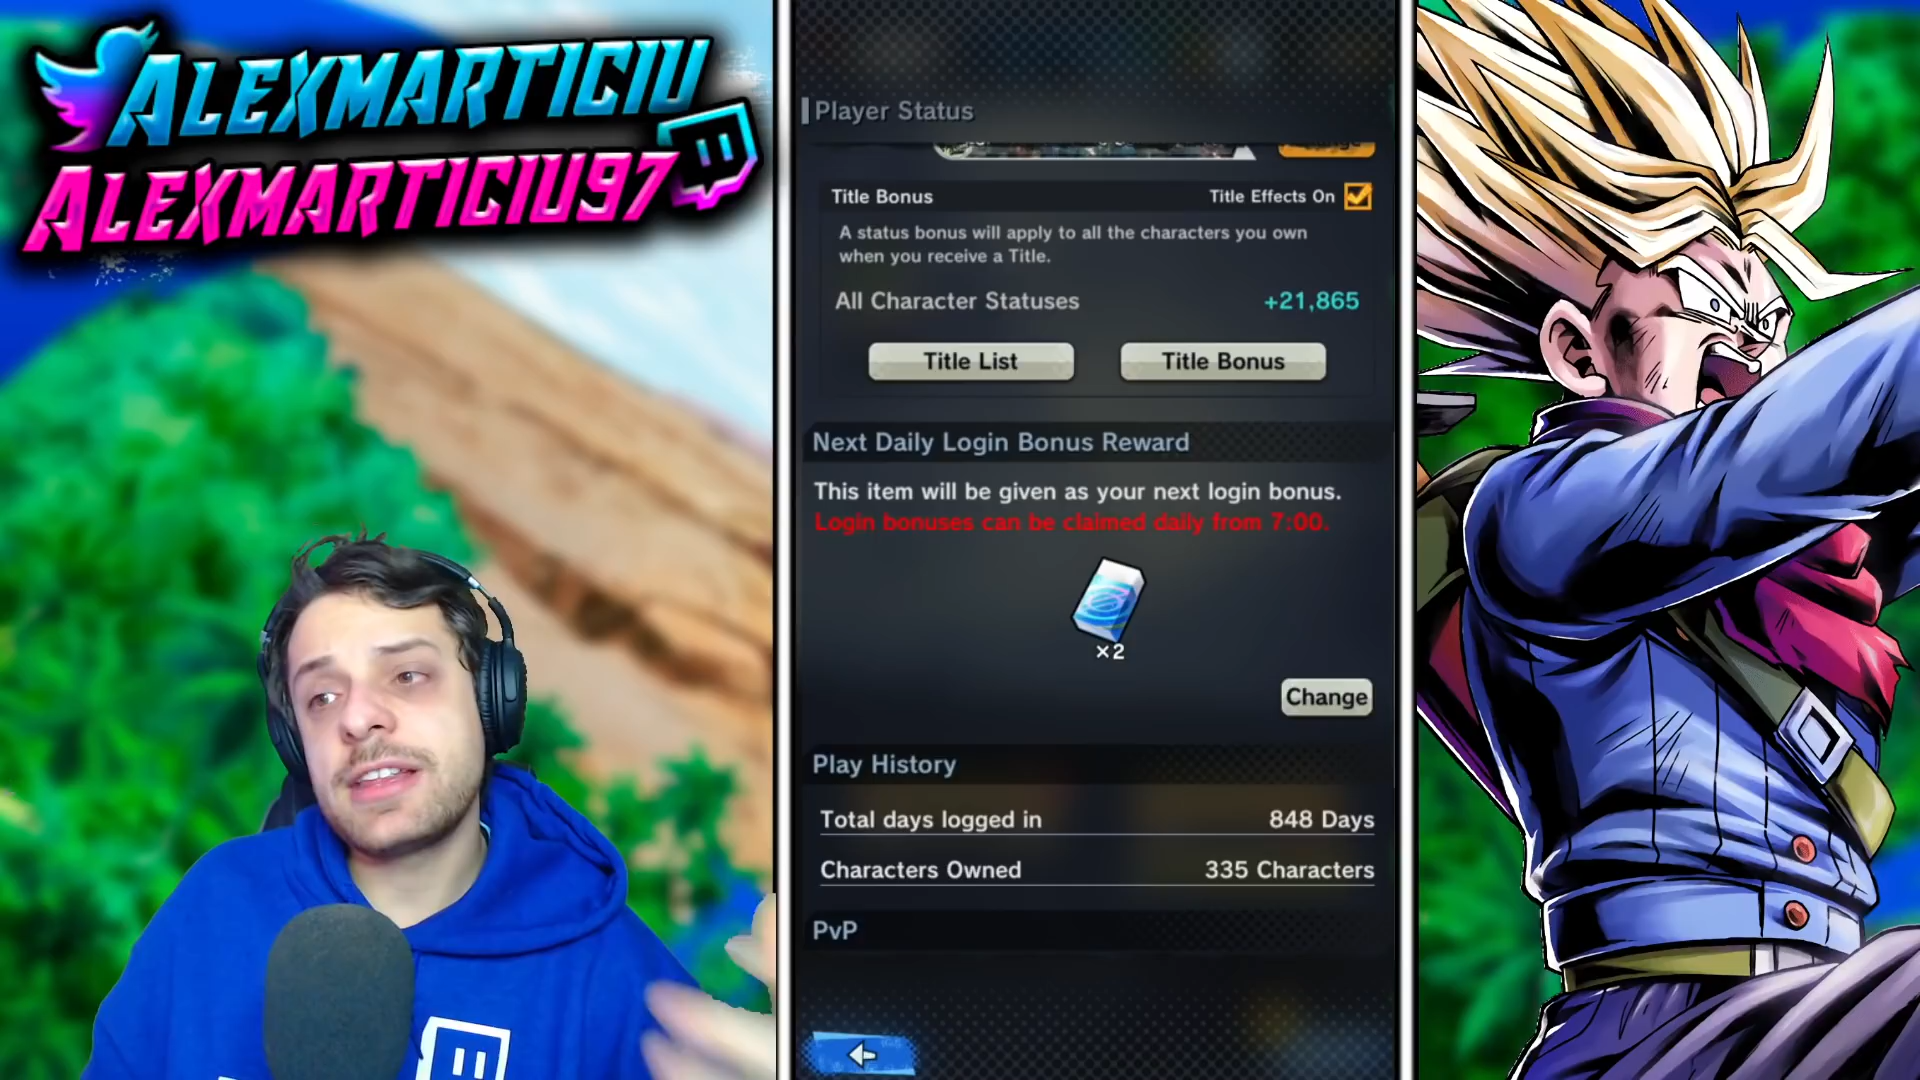 ALEXMARTICIU
ALEXMARTICIU97
Player Status
Title Bonus
Title Effects On
A status bonus will apply to all the characters you own
when you receive a Title.
All Character Statuses +21,865
Title List
Title Bonus
Next Daily Login Bonus Reward
This item will be given as your next login bonus.
Login bonuses can be claimed daily from 7:00.
×2
Change
Play History
Total days logged in 848 Days
Characters Owned 335 Characters
PvP